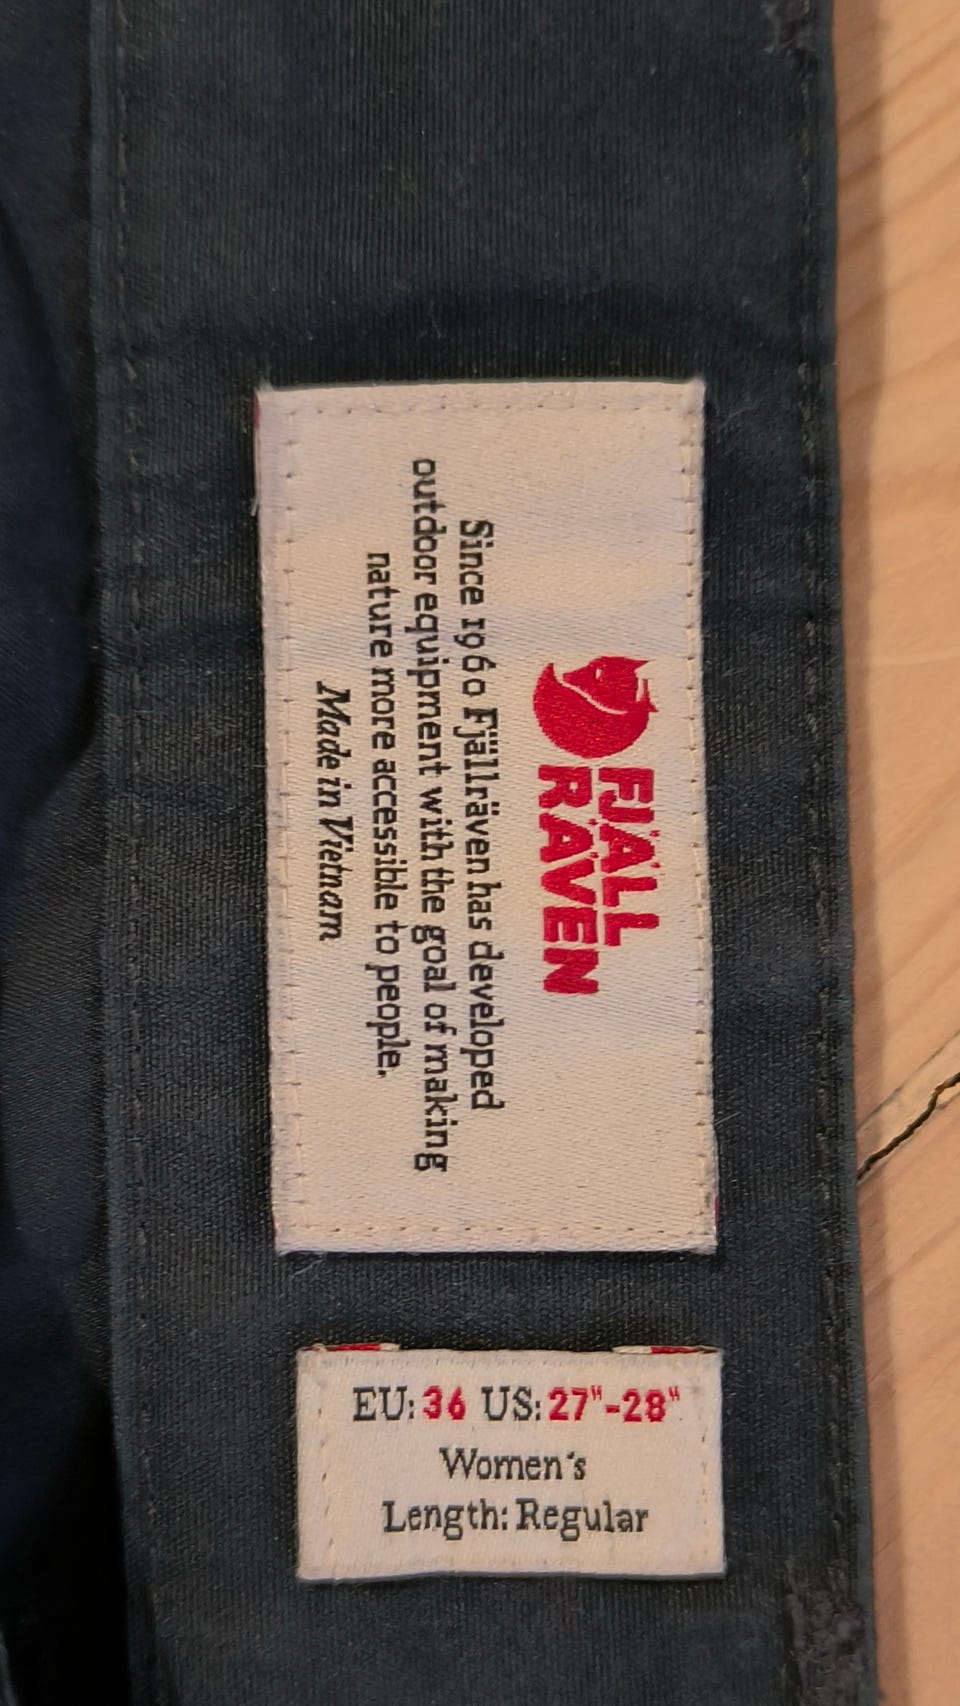 FJÄLL
RÄVEN
Since 1960 Fjällräven has developed
outdoor equipment with the goal of making
nature more accessible to people.
Made in Vietnam
EU: 36 US: 27"-28"
Women's
Length: Regular